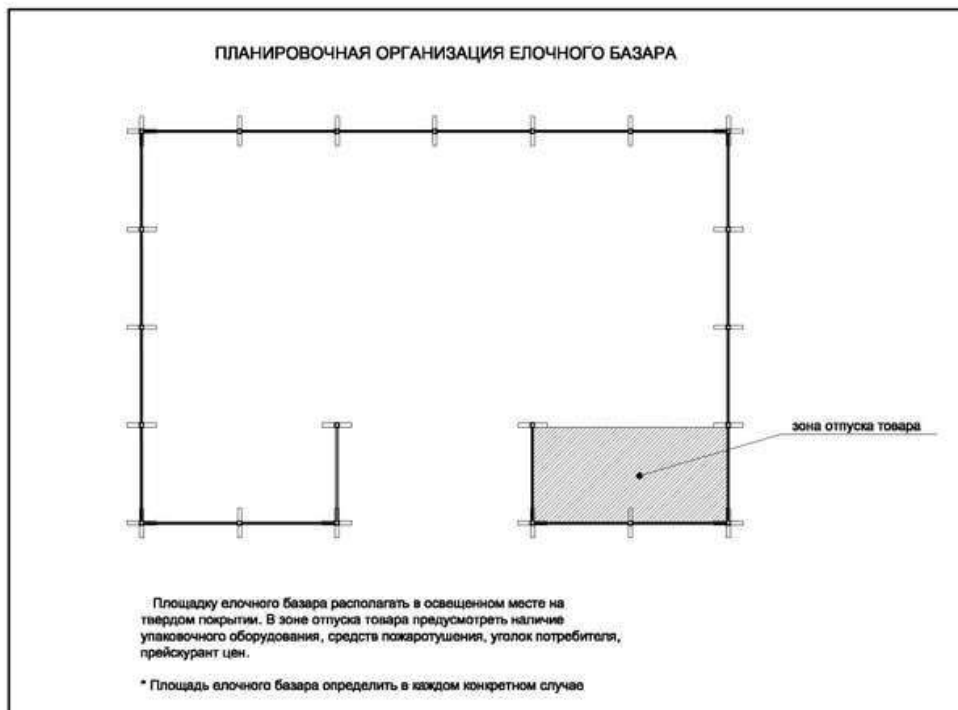 ПЛАНИРОВОЧНАЯ ОРГАНИЗАЦИЯ ЕЛОЧНОГО БАЗАРА
зона отпуска товара
Площадку елочного базара располагать в освещенном месте на
твердом покрытии. В зоне отпуска товара предусмотреть наличие
упаковочного оборудования, средств пожаротушения, уголок потребителя,
прейскурант цен.
* Площадь елочного базара определить в каждом конкретном случае